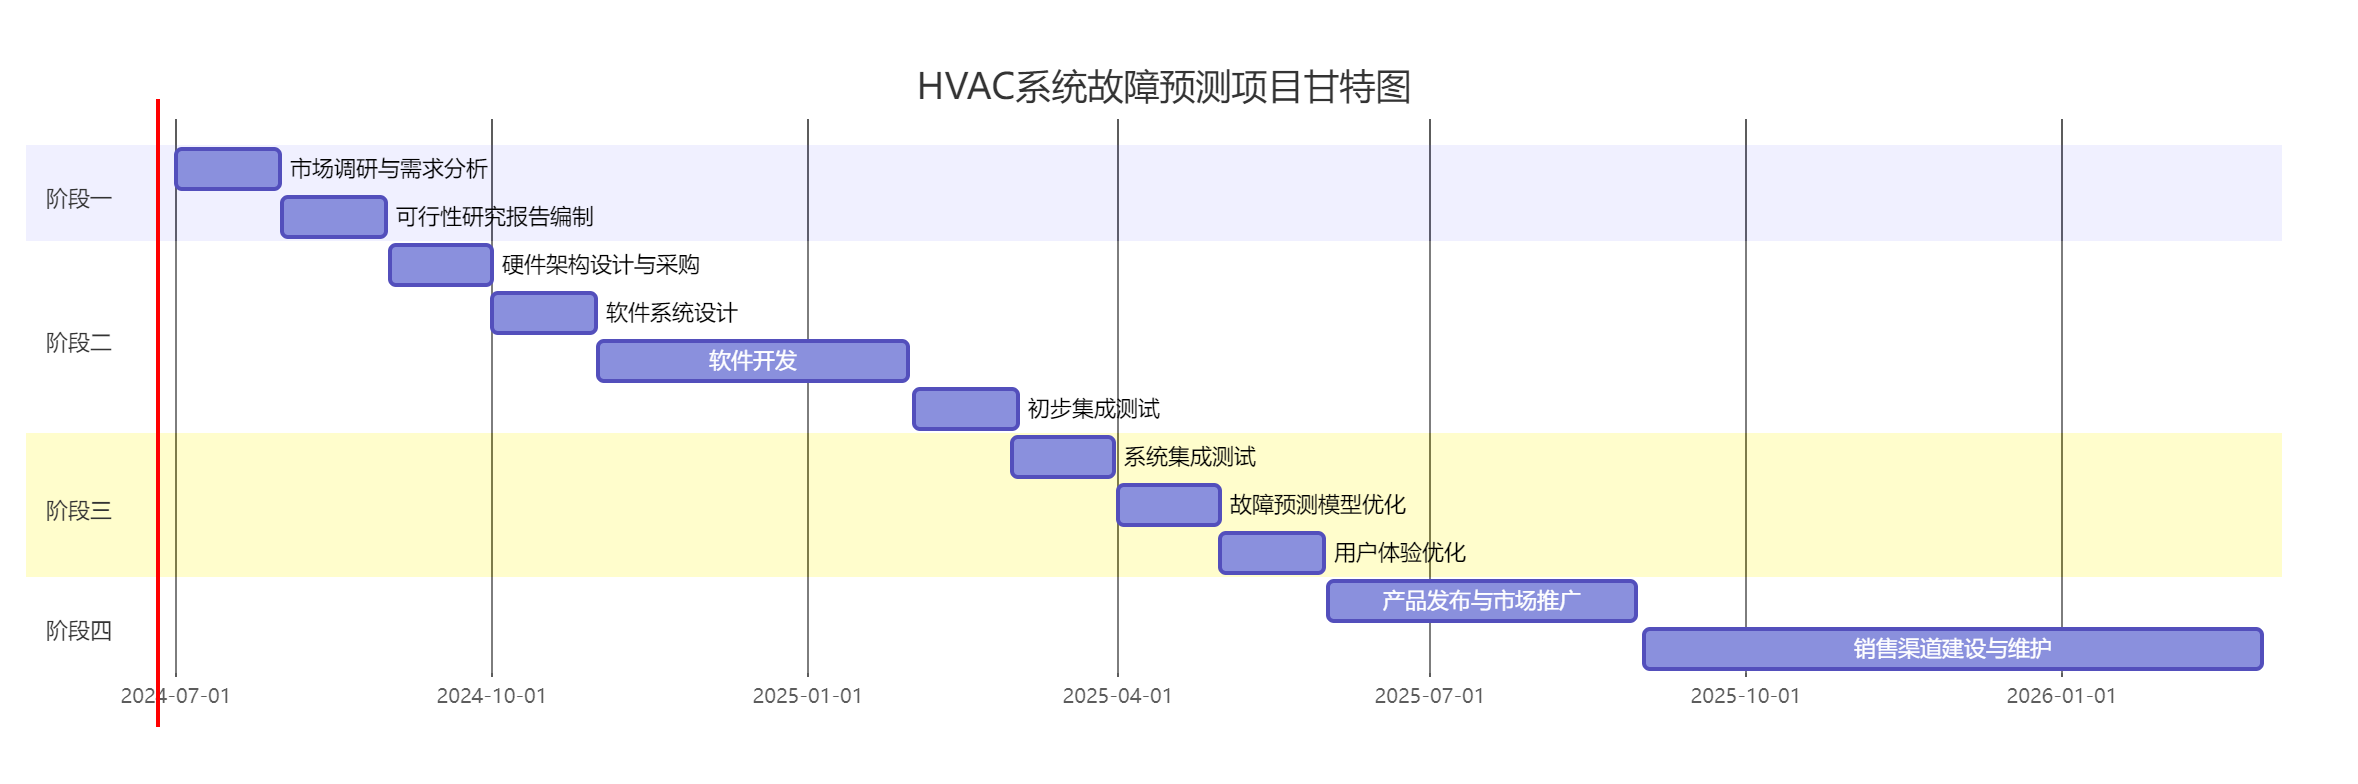 HVAC系统故障预测项目甘特图
阶段一
市场调研与需求分析
可行性研究报告编制
阶段二
硬件架构设计与采购
软件系统设计
软件开发
初步集成测试
阶段三
系统集成测试
故障预测模型优化
用户体验优化
阶段四
产品发布与市场推广
销售渠道建设与维护
2024-07-01 2024-10-01 2025-01-01 2025-04-01 2025-07-01 2025-10-01 2026-01-01